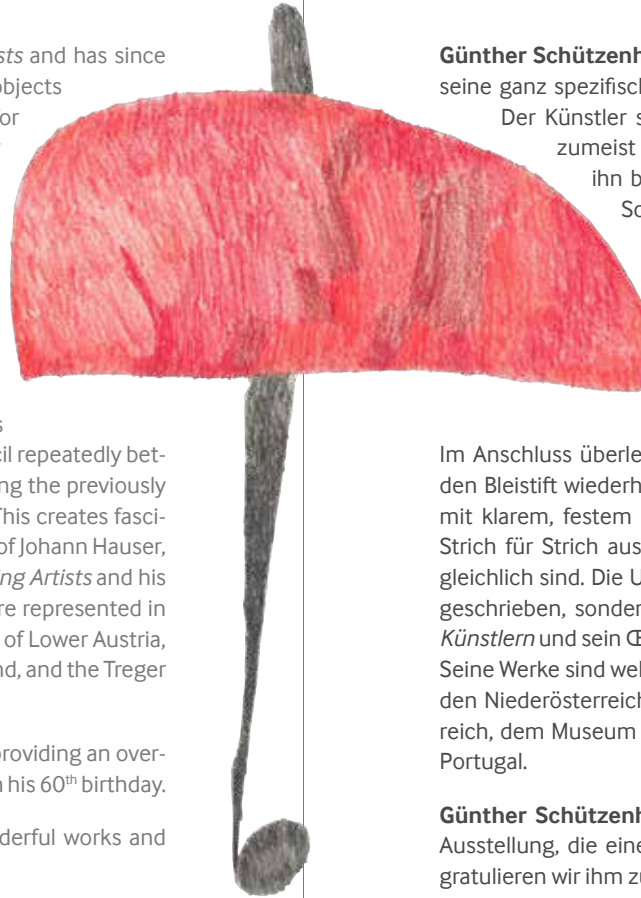 sts and has since
objects
or
s
cil repeatedly bet-
ng the previously
This creates fasci-
of Johann Hauser,
ing Artists and his
re represented in
of Lower Austria,
nd, and the Treger
providing an over-
n his 60th birthday.
derful works and
Günther Schützenh
seine ganz spezifisch
Der Künstler s
zumeist
ihn b
Sc
Im Anschluss überle
den Bleistift wiederh
mit klarem, festem
Strich für Strich aus
gleichlich sind. Die U
geschrieben, sonder
Künstlern und sein Œ
Seine Werke sind wel
den Niederösterreich
reich, dem Museum
Portugal.
Günther Schützenh
Ausstellung, die eine
gratulieren wir ihm zu